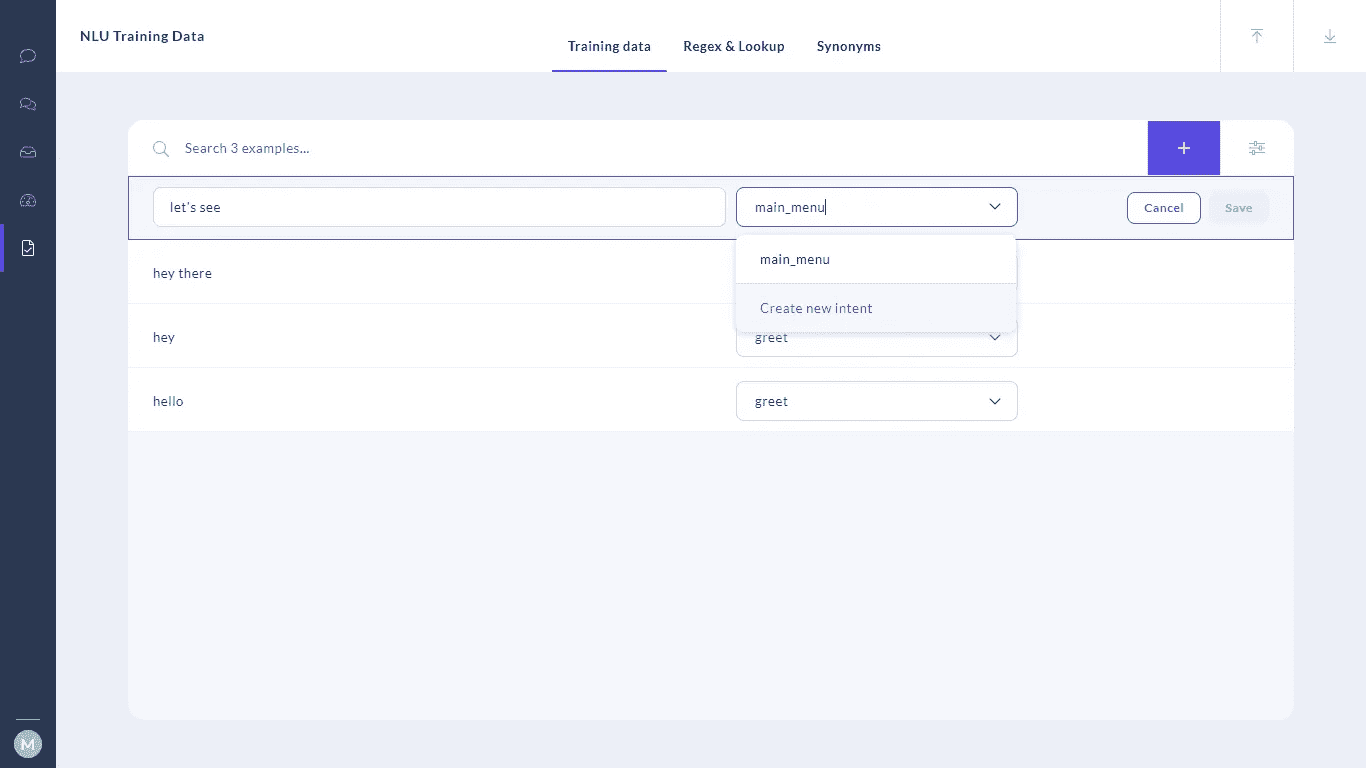 NLU Training Data
Training data
Regex & Lookup
Synonyms
Search 3 examples...
+
let's see
main_menu
Cancel
Save
main_menu
hey there
Create new intent
hey
greet
hello
greet
M